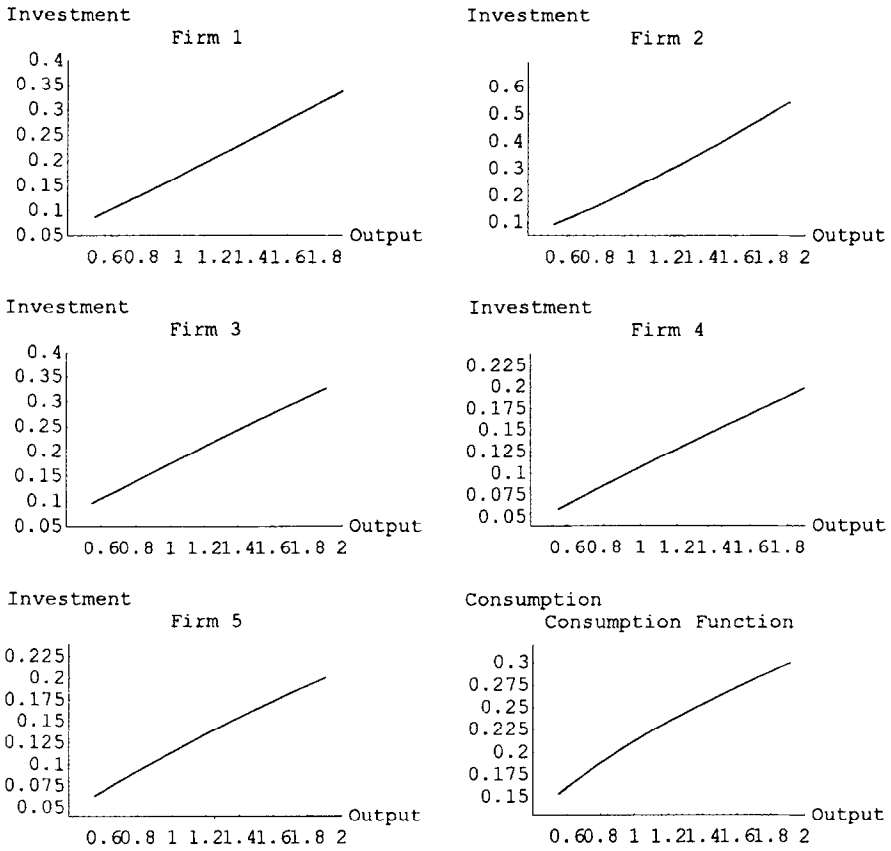 Investment
Firm 1
0.4
0.35
0.3
0.25
0.2
0.15
0.1
0.05
Output
0.60.8 1 1.21.41.61.8
Investment
Firm 2
0.6
0.5
0.4
0.3
0.2
0.1
Output
0.60.8 1 1.21.41.61.8 2
Investment
Firm 3
0.4
0.35
0.3
0.25
0.2
0.15
0.1
0.05
Output
0.60.8 1 1.21.41.61.8 2
Investment
Firm 4
0.225
0.2
0.175
0.15
0.125
0.1
0.075
0.05
Output
0.60.8 1 1.21.41.61.8
Investment
Firm 5
0.225
0.2
0.175
0.15
0.125
0.1
0.075
0.05
Output
0.60.8 1 1.21.41.61.8 2
Consumption
Consumption Function
0.3
0.275
0.25
0.225
0.2
0.175
0.15
Output
0.60.8 1 1.21.41.61.8 2